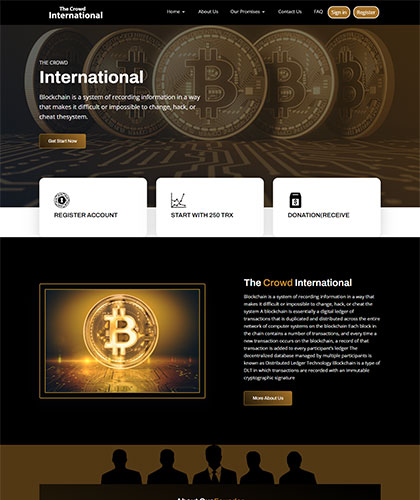 The Crowd
International
Home
About Us
Our Promises
Contact Us
FAQ
Sign in
Register
THE CROWD
International
Blockchain is a system of recording information in a way
that makes it difficult or impossible to change, hack, or
cheat thesystem.
Get Start Now
REGISTER ACCOUNT
START WITH 250 TRX
DONATION|RECEIVE
The Crowd International
Blockchain is a system of recording information in a way that
makes it difficult or impossible to change, hack, or cheat the
system A blockchain is essentially a digital ledger of
transactions that is duplicated and distributed across the entire
network of computer systems on the blockchain Each block in
the chain contains a number of transactions, and every time a
new transaction occurs on the blockchain, a record of that
transaction is added to every participant's ledger The
decentralized database managed by multiple participants is
known as Distributed Ledger Technology Blockchain is a type of
DLT in which transactions are recorded with an immutable
cryptographic signature
More About Us
About Our Founder